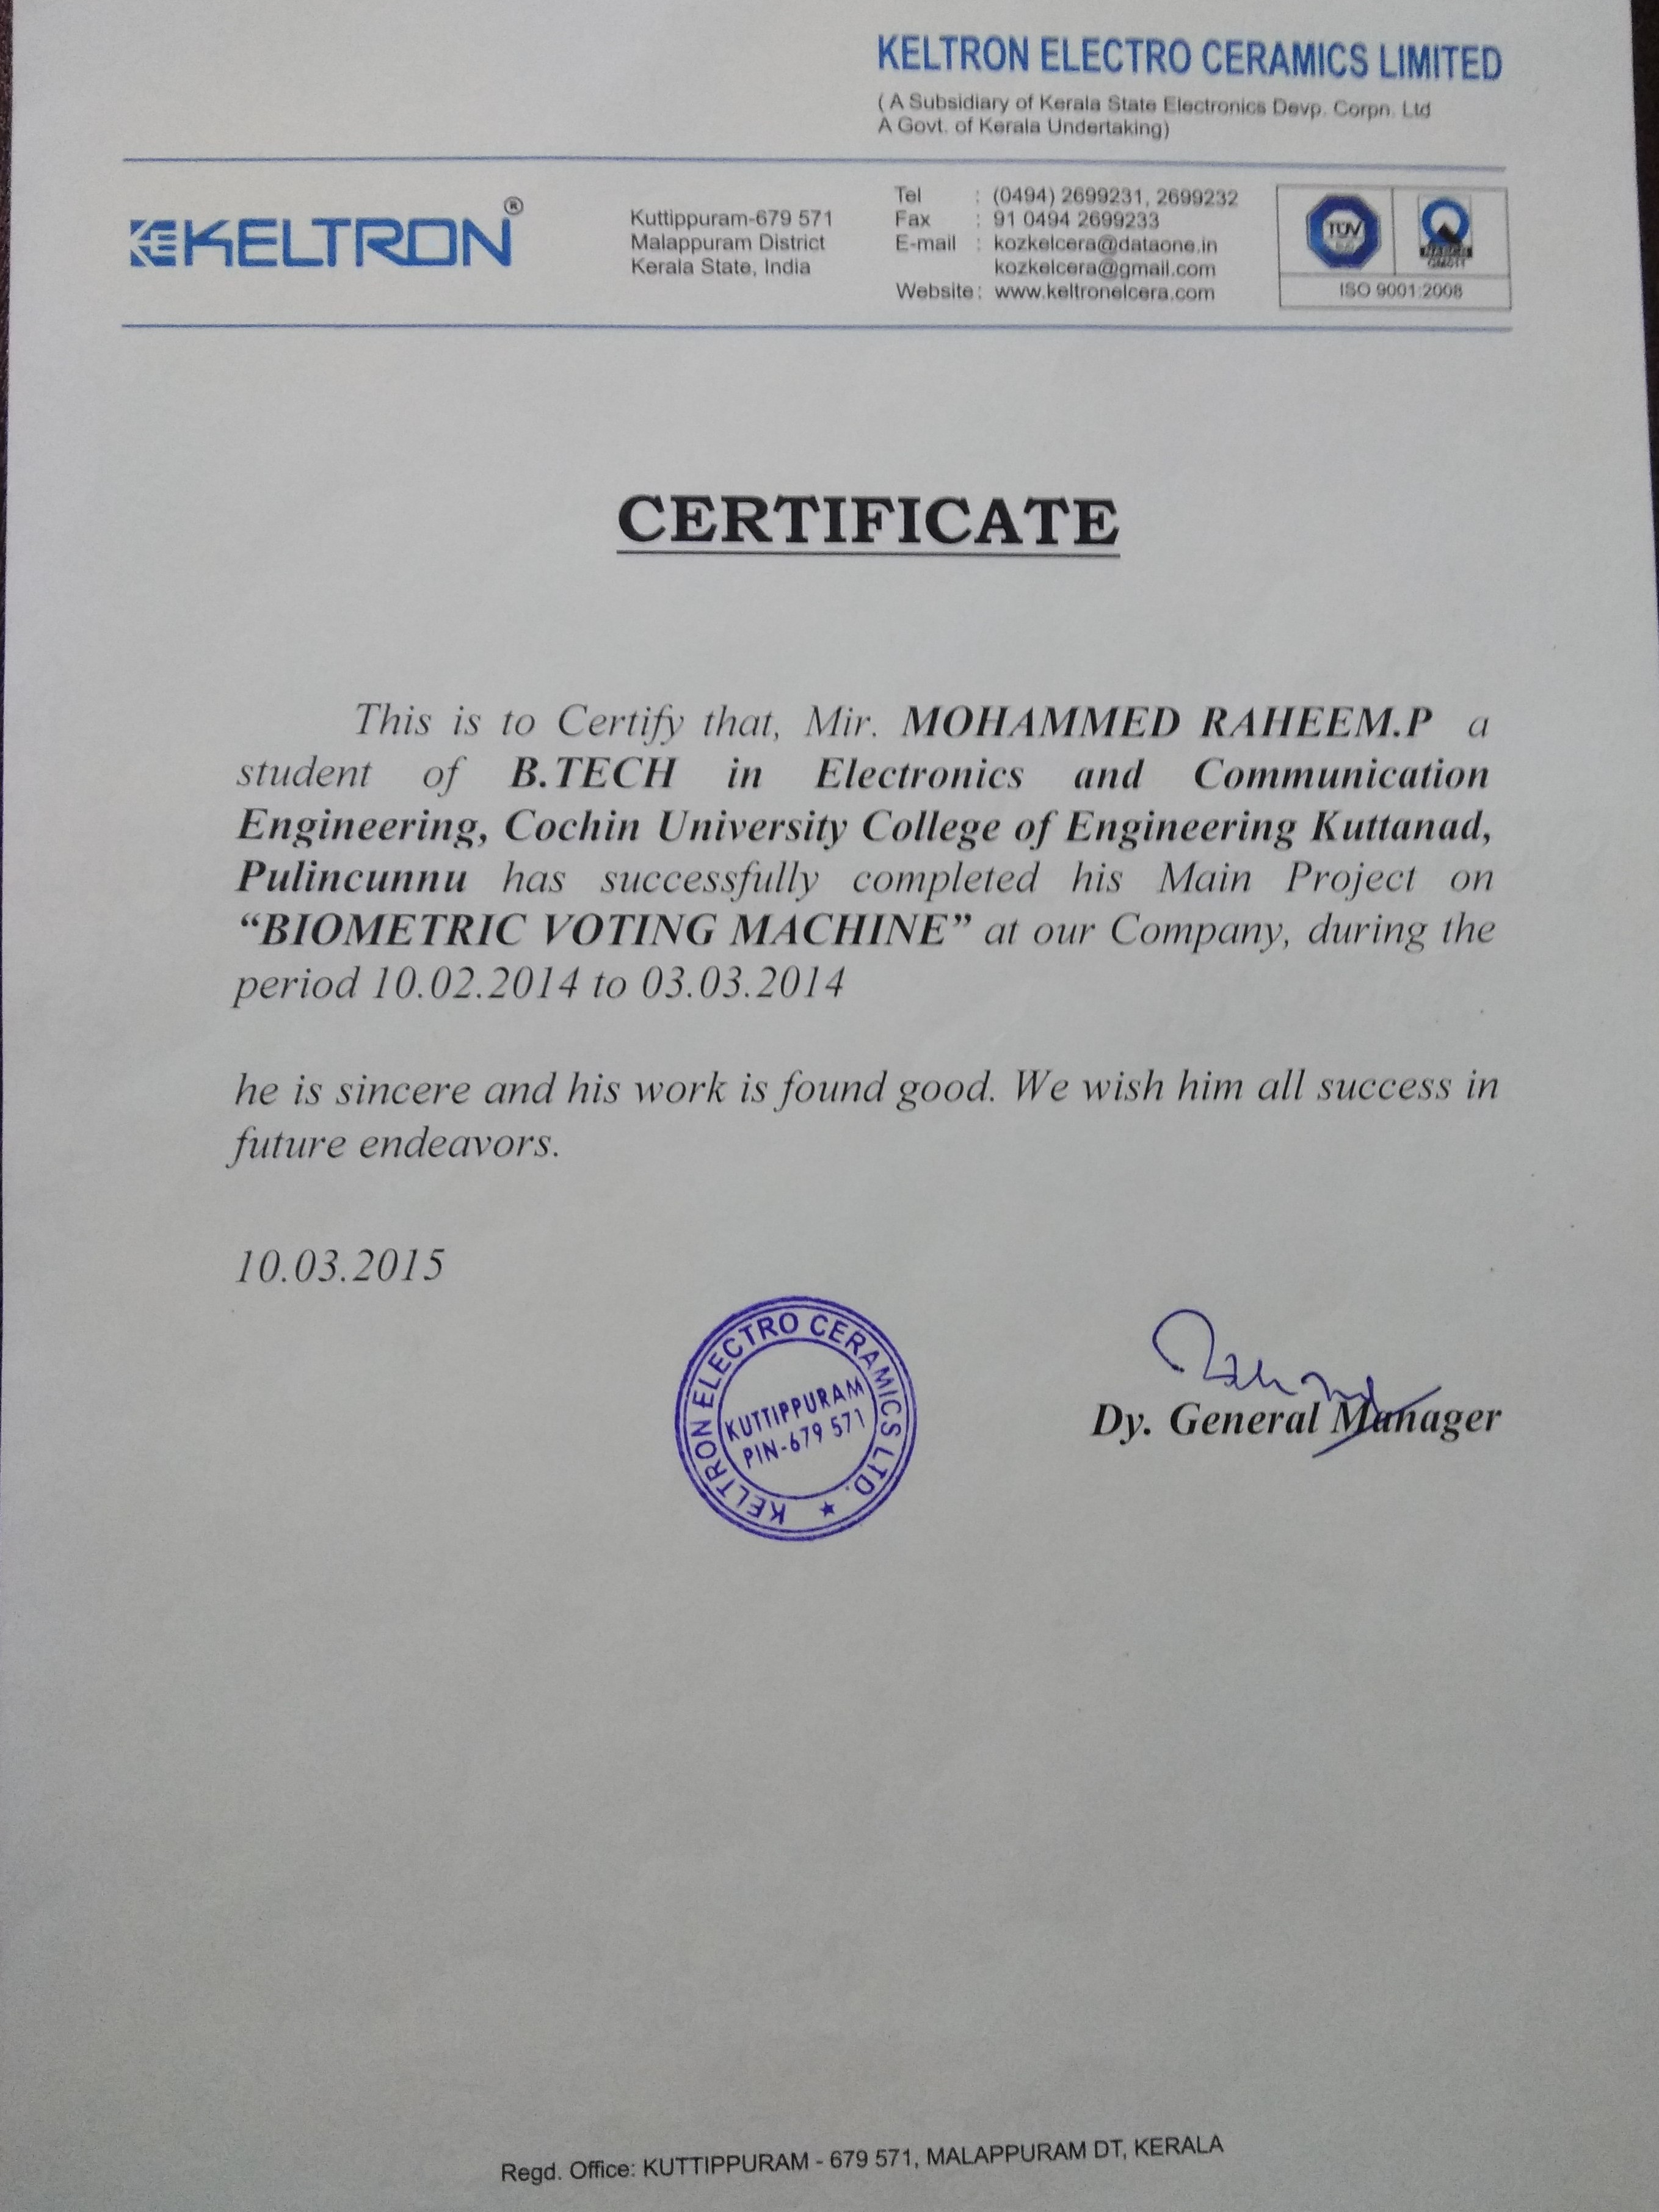 KELTRON ELECTRO CERAMICS LIMITED
( A Subsidiary of Kerala State Electronics Devp. Corpn. Ltd
A Govt. of Kerala Undertaking)
KELTRON®
Kuttippuram-679 571
Malappuram District
Kerala State, India
Tel : (0494) 2699231, 2699232
Fax : 91 0494 2699233
E-mail : kozkelcera@dataone.in
kozkelcera@gmail.com
Website: www.keltronelcera.com
TÜV
ISO 9001:2008
CERTIFICATE
This is to Certify that, Mir. MOHAMMED RAHEEM.P a
student of B.TECH in Electronics and Communication
Engineering, Cochin University College of Engineering Kuttanad,
Pulincunnu has successfully completed his Main Project on
“BIOMETRIC VOTING MACHINE” at our Company, during the
period 10.02.2014 to 03.03.2014
he is sincere and his work is found good. We wish him all success in
future endeavors.
10.03.2015
KELTRON ELECTRO CERAMICS LTD. ★
KUTTIPPURAM
PIN-679 571
Dy. General Manager
Regd. Office: KUTTIPPURAM - 679 571, MALAPPURAM DT, KERALA